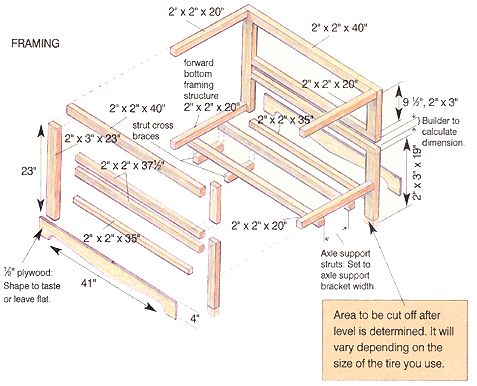 FRAMING
2" x 2" x 20"
2" x 2" x 40"
forward
bottom
framing
structure
2" x 2" x 20"
2" x 2" x 20"
9 ½", 2" x 3"
2" x 2" x 40"
strut cross
braces
2" x 2" x 35"
Builder to
calculate
dimension.
2" x 3" x 23"
2" x 2" x 37½"
23"
2" x 3" x 19"
2" x 2" x 20"
2" x 2" x 35"
½" plywood:
Shape to taste
or leave flat.
41"
4"
Axle support
struts: Set to
axle support
bracket width.
Area to be cut off after
level is determined. It will
vary depending on the
size of the tire you use.